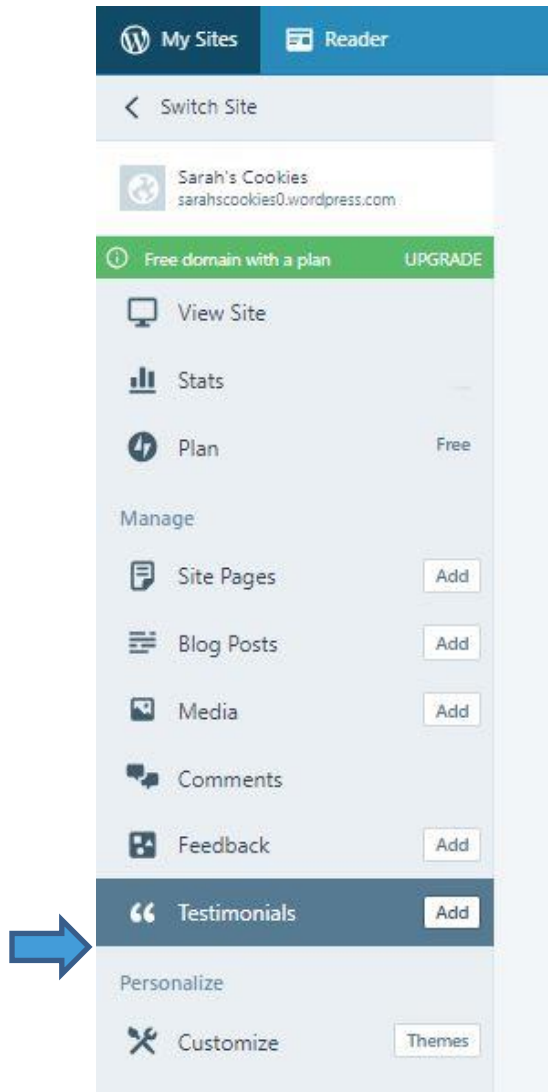 My Sites Reader
Switch Site
Sarah's Cookies
sarahscookies0.wordpress.com
Free domain with a plan UPGRADE
View Site
Stats
Plan Free
Manage
Site Pages Add
Blog Posts Add
Media Add
Comments
Feedback Add
Testimonials Add
Personalize
Customize Themes